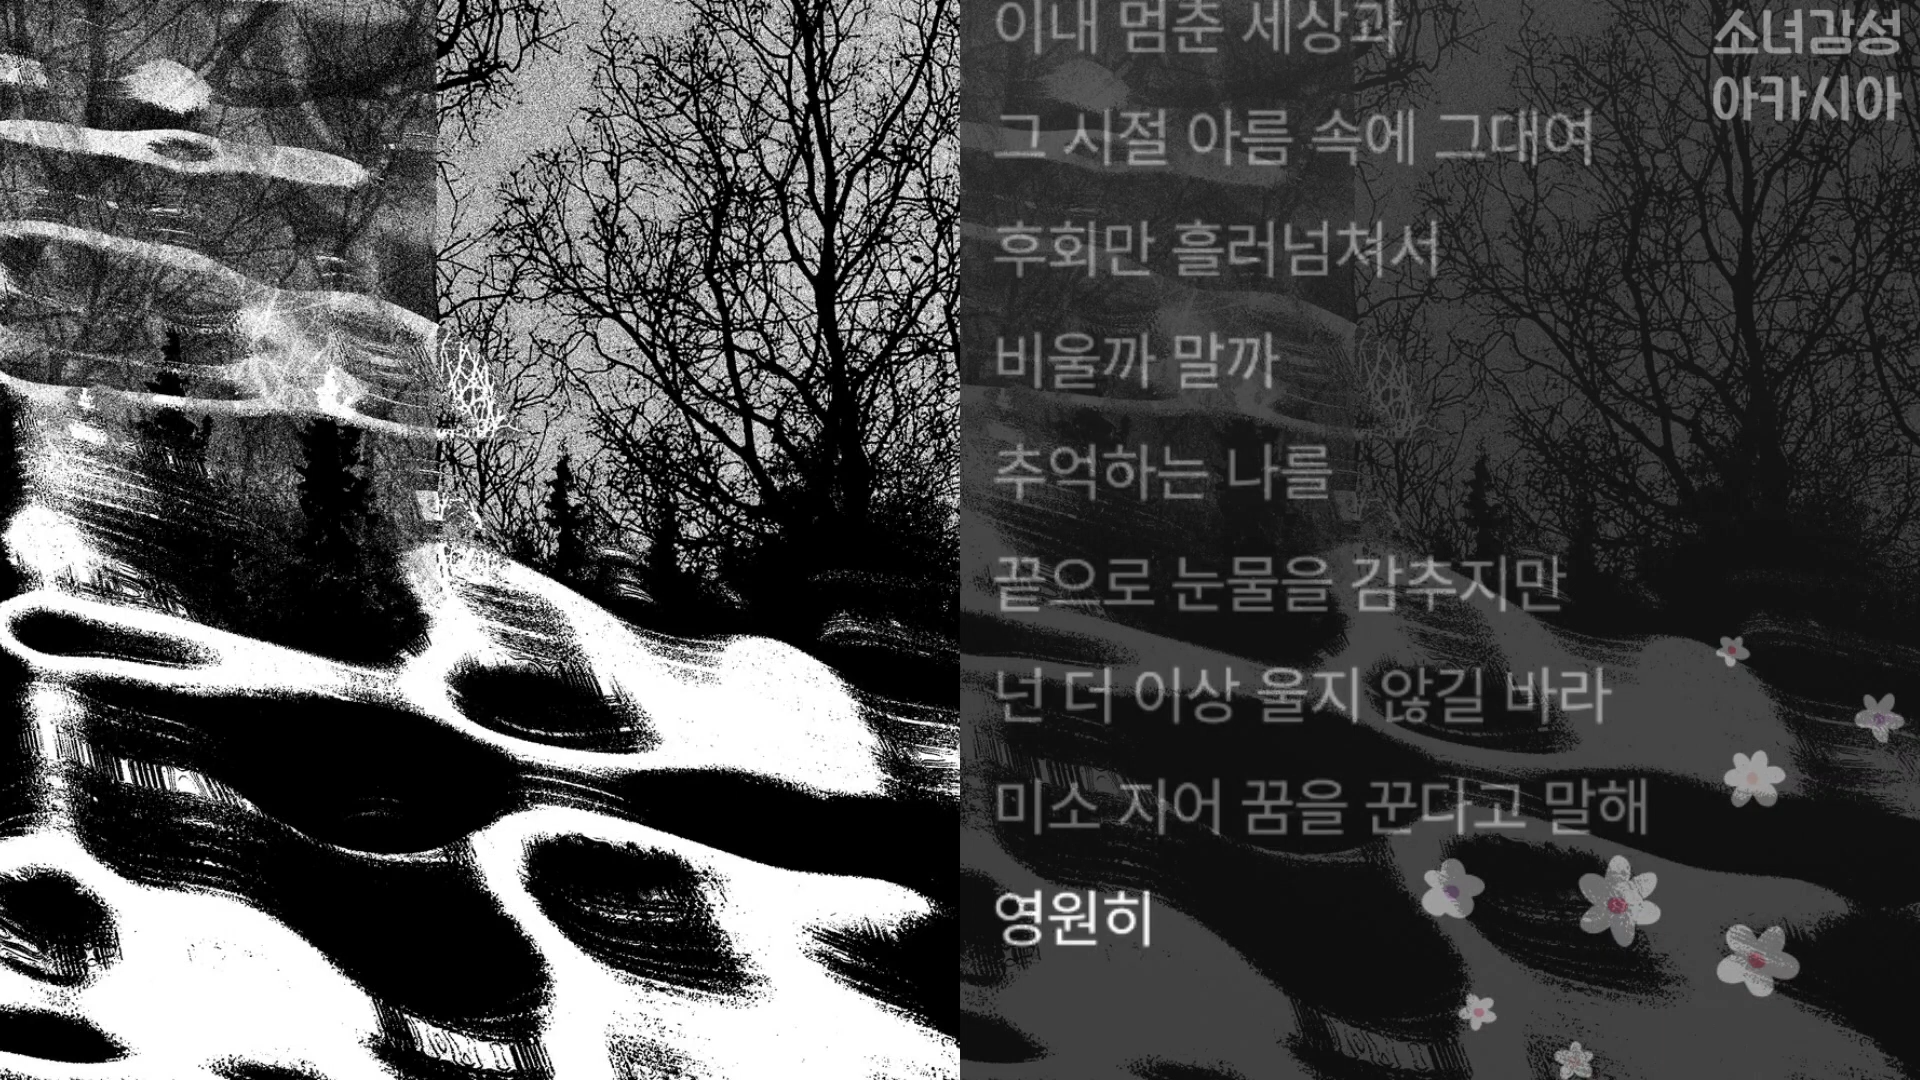 이내 멈춘 세상과
그 시절 아름 속에 그대여
후회만 흘러넘쳐서
비울까 말까
추억하는 나를
끝으로 눈물을 감추지만
넌 더 이상 울지 않길 바라
미소 지어 꿈을 꾼다고 말해
영원히
소녀감성
아카시아